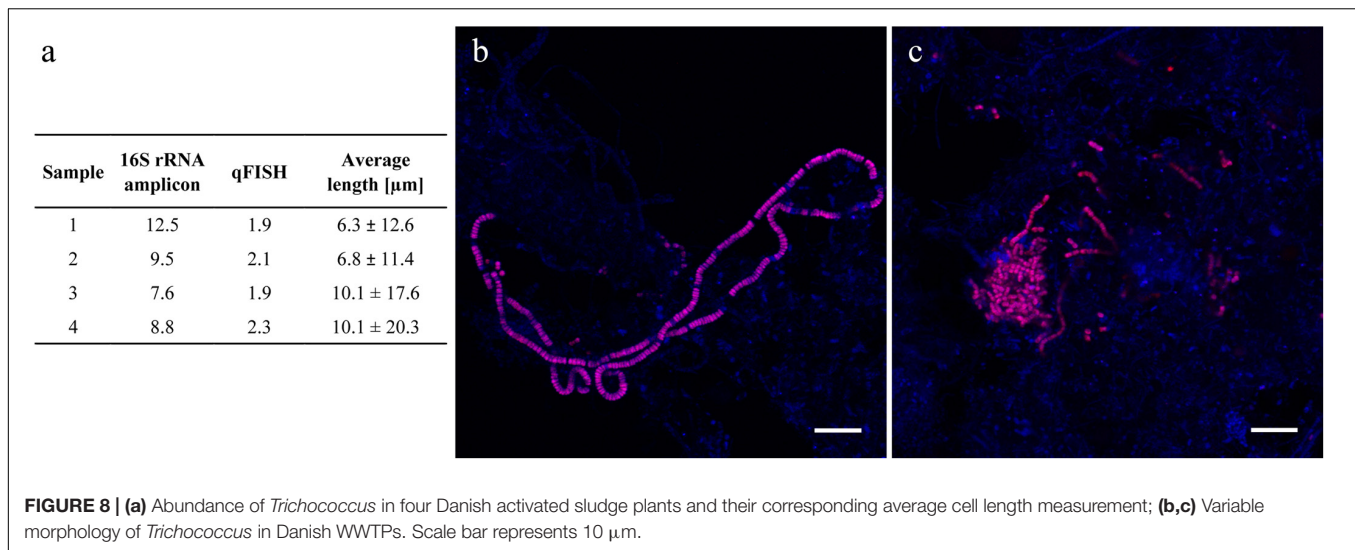 a
Sample 16S rRNA amplicon qFISH Average length [µm]
1 12.5 1.9 6.3 ± 12.6
2 9.5 2.1 6.8 ± 11.4
3 7.6 1.9 10.1 ± 17.6
4 8.8 2.3 10.1 ± 20.3
b
c
FIGURE 8 | (a) Abundance of Trichococcus in four Danish activated sludge plants and their corresponding average cell length measurement; (b,c) Variable
morphology of Trichococcus in Danish WWTPs. Scale bar represents 10 µm.